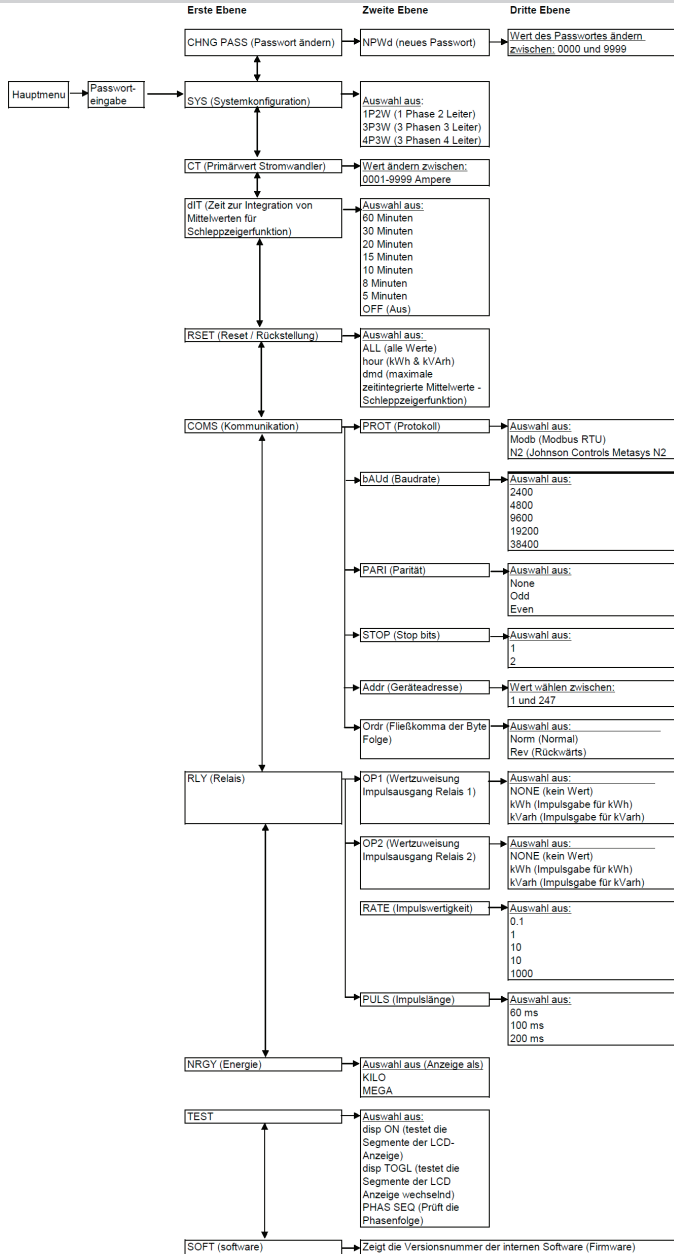 Erste Ebene
Zweite Ebene
Dritte Ebene
CHNG PASS (Passwort ändern)
NPWd (neues Passwort)
Wert des Passwortes ändern
zwischen: 0000 und 9999
Hauptmenu
Passwort-
eingabe
SYS (Systemkonfiguration)
Auswahl aus:
1P2W (1 Phase 2 Leiter)
3P3W (3 Phasen 3 Leiter)
4P3W (3 Phasen 4 Leiter)
CT (Primärwert Stromwandler)
Wert ändern zwischen:
0001-9999 Ampere
dIT (Zeit zur Integration von
Mittelwerten für
Schleppzeigerfunktion)
Auswahl aus:
60 Minuten
30 Minuten
20 Minuten
15 Minuten
10 Minuten
8 Minuten
5 Minuten
OFF (Aus)
RSET (Reset / Rückstellung)
Auswahl aus:
ALL (alle Werte)
hour (kWh & kVArh)
dmd (maximale
zeitintegrierte Mittelwerte -
Schleppzeigerfunktion)
COMS (Kommunikation)
PROT (Protokoll)
Auswahl aus:
Modb (Modbus RTU)
N2 (Johnson Controls Metasys N2
bAUd (Baudrate)
Auswahl aus:
2400
4800
9600
19200
38400
PARI (Parität)
Auswahl aus:
None
Odd
Even
STOP (Stop bits)
Auswahl aus:
1
2
Addr (Geräteadresse)
Wert wählen zwischen:
1 und 247
Ordr (Fließkomma der Byte
Folge)
Auswahl aus:
Norm (Normal)
Rev (Rückwärts)
RLY (Relais)
OP1 (Wertzuweisung
Impulsausgang Relais 1)
Auswahl aus:
NONE (kein Wert)
kWh (Impulsgabe für kWh)
kVarh (Impulsgabe für kVarh)
OP2 (Wertzuweisung
Impulsausgang Relais 2)
Auswahl aus:
NONE (kein Wert)
kWh (Impulsgabe für kWh)
kVarh (Impulsgabe für kVarh)
RATE (Impulswertigkeit)
Auswahl aus:
0.1
1
10
10
1000
PULS (Impulslänge)
Auswahl aus:
60 ms
100 ms
200 ms
NRGY (Energie)
Auswahl aus (Anzeige als)
KILO
MEGA
TEST
Auswahl aus:
disp ON (testet die
Segmente der LCD-
Anzeige)
disp TOGL (testet die
Segmente der LCD
Anzeige wechselnd)
PHAS SEQ (Prüft die
Phasenfolge)
SOFT (software)
Zeigt die Versionsnummer der internen Software (Firmware)